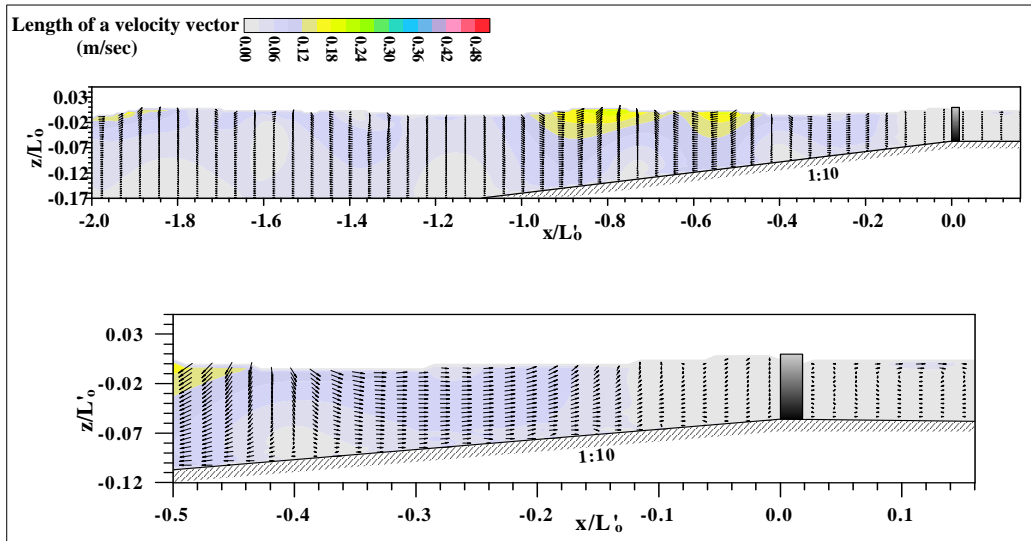 Length of a velocity vector
(m/sec)
0.00 0.06 0.12 0.18 0.24 0.30 0.36 0.42 0.48
0.03
-0.02
-0.07
-0.12
-0.17
z/L'o
1:10
-2.0 -1.8 -1.6 -1.4 -1.2 -1.0 -0.8 -0.6 -0.4 -0.2 0.0
x/L'o
0.03
-0.02
-0.07
-0.12
z/L'o
1:10
-0.5 -0.4 -0.3 -0.2 -0.1 0.0 0.1
x/L'o